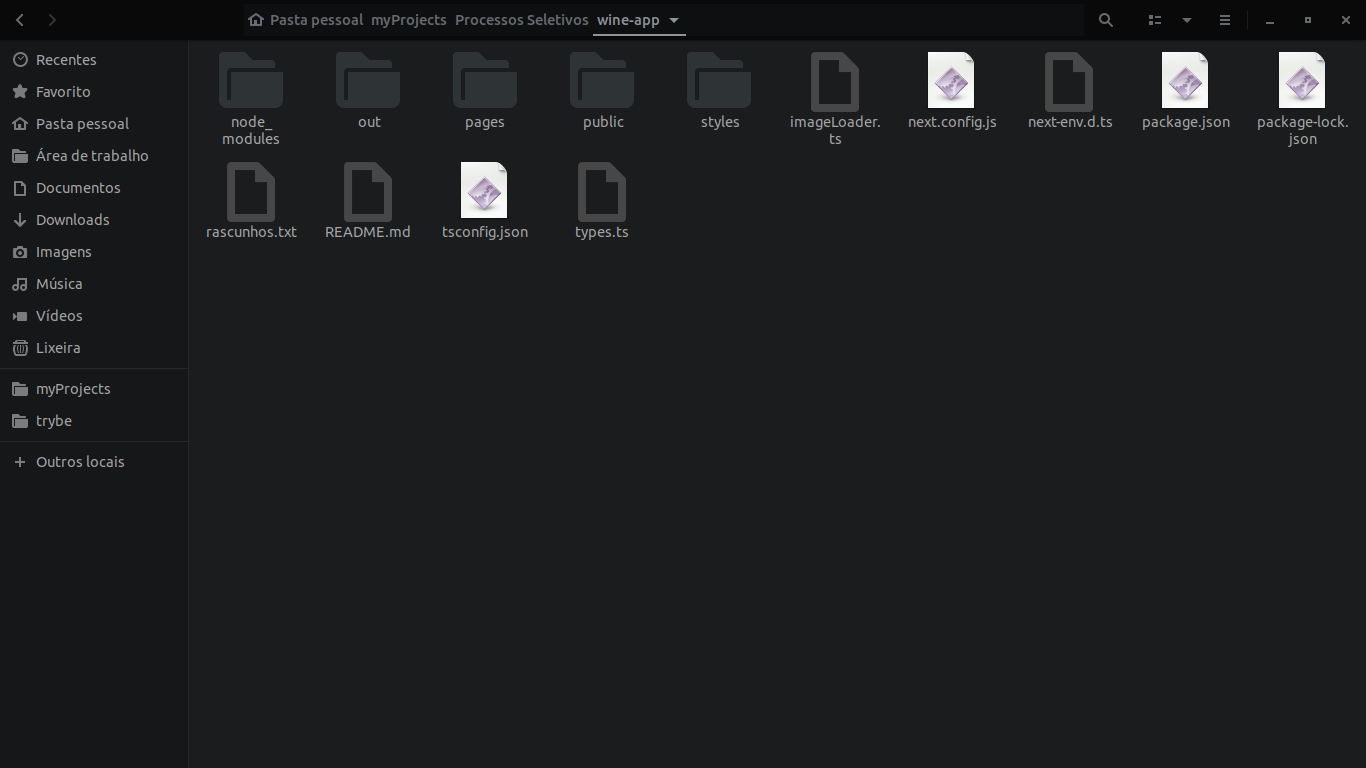 Pasta pessoal myProjects Processos Seletivos wine-app
Recentes
Favorito
Pasta pessoal
Área de trabalho
Documentos
Downloads
Imagens
Música
Vídeos
Lixeira
myProjects
trybe
Outros locais
node_
modules
out
pages
public
styles
imageLoader.
ts
next.config.js
next-env.d.ts
package.json
package-lock.
json
rascunhos.txt
README.md
tsconfig.json
types.ts